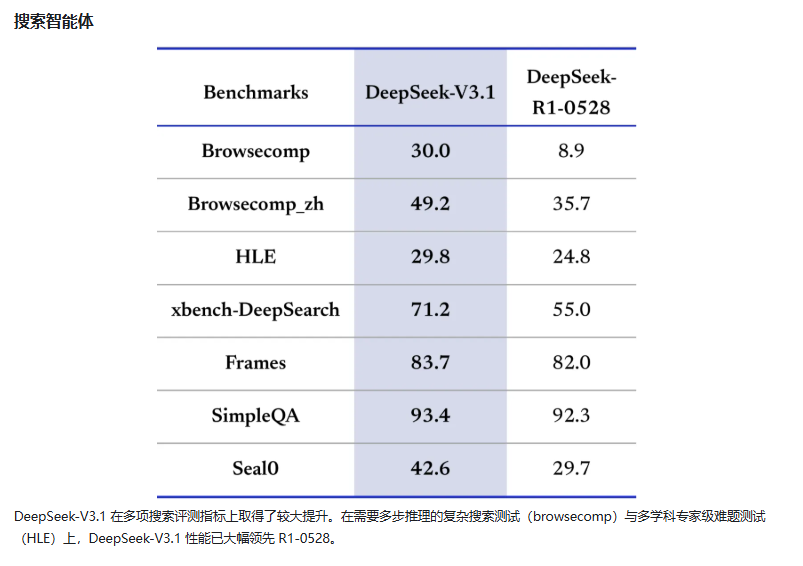 搜索智能体
Benchmarks DeepSeek-V3.1 DeepSeek-
R1-0528
Browsecomp 30.0 8.9
Browsecomp_zh 49.2 35.7
HLE 29.8 24.8
xbench-DeepSearch 71.2 55.0
Frames 83.7 82.0
SimpleQA 93.4 92.3
Seal0 42.6 29.7
DeepSeek-V3.1 在多项搜索评测指标上取得了较大提升。在需要多步推理的复杂搜索测试（browsecomp）与多学科专家级难题测试
（HLE）上，DeepSeek-V3.1 性能已大幅领先 R1-0528。